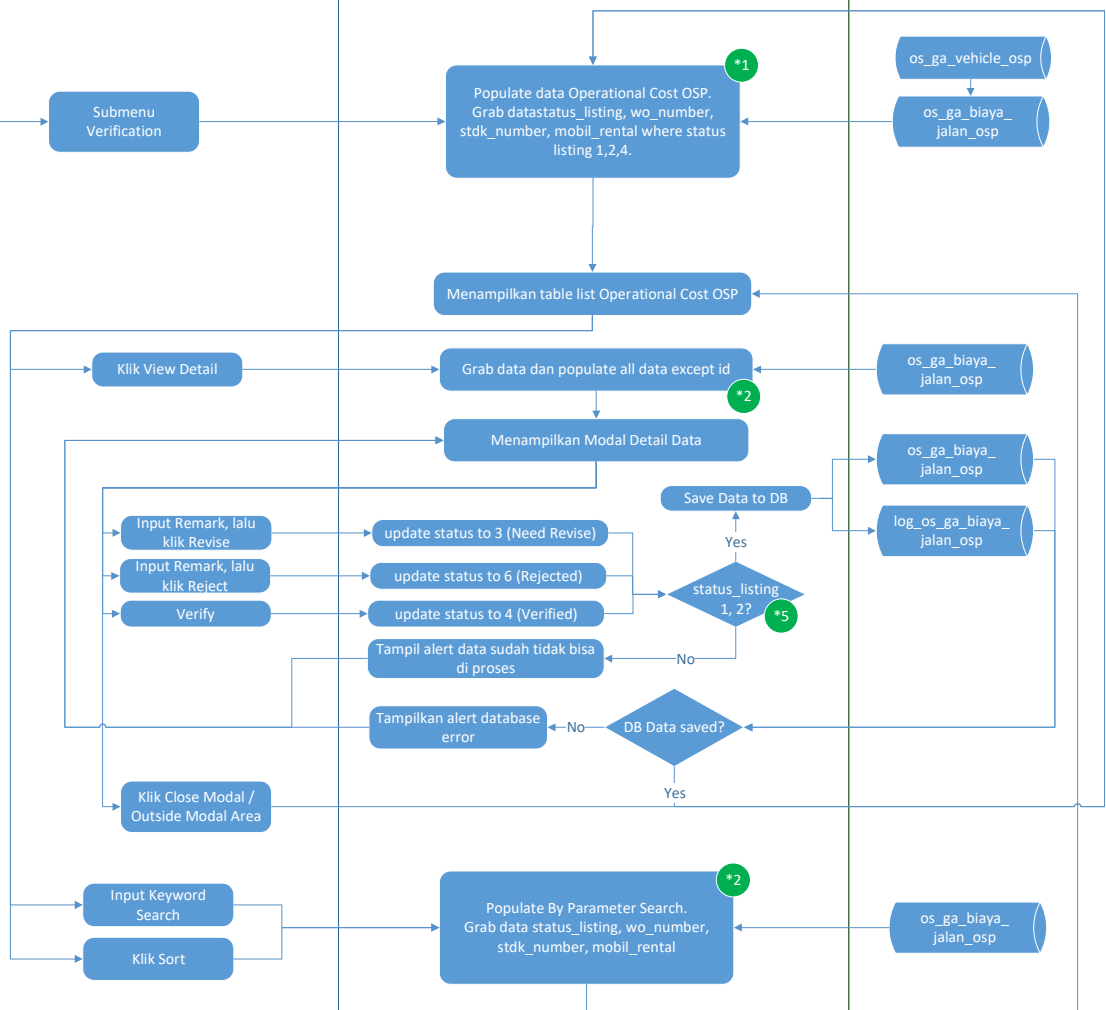 *1
os_ga_vehicle_osp
Submenu
Verification
Populate data Operational Cost OSP.
Grab datastatus_listing, wo_number,
stdk_number, mobil_rental where status
listing 1,2,4.
os_ga_biaya_
jalan_osp
Menampilkan table list Operational Cost OSP
Klik View Detail
Grab data dan populate all data except id
*2
os_ga_biaya_
jalan_osp
Menampilkan Modal Detail Data
os_ga_biaya_
jalan_osp
Save Data to DB
Input Remark, lalu
klik Revise
update status to 3 (Need Revise)
Yes
log_os_ga_biaya_
jalan_osp
Input Remark, lalu
klik Reject
update status to 6 (Rejected)
status_listing
1, 2?
*5
Verify
update status to 4 (Verified)
Tampil alert data sudah tidak bisa
di proses
No
Tampilkan alert database
error
No
DB Data saved?
Yes
Klik Close Modal /
Outside Modal Area
*2
Input Keyword
Search
Populate By Parameter Search.
Grab data status_listing, wo_number,
stdk_number, mobil_rental
os_ga_biaya_
jalan_osp
Klik Sort